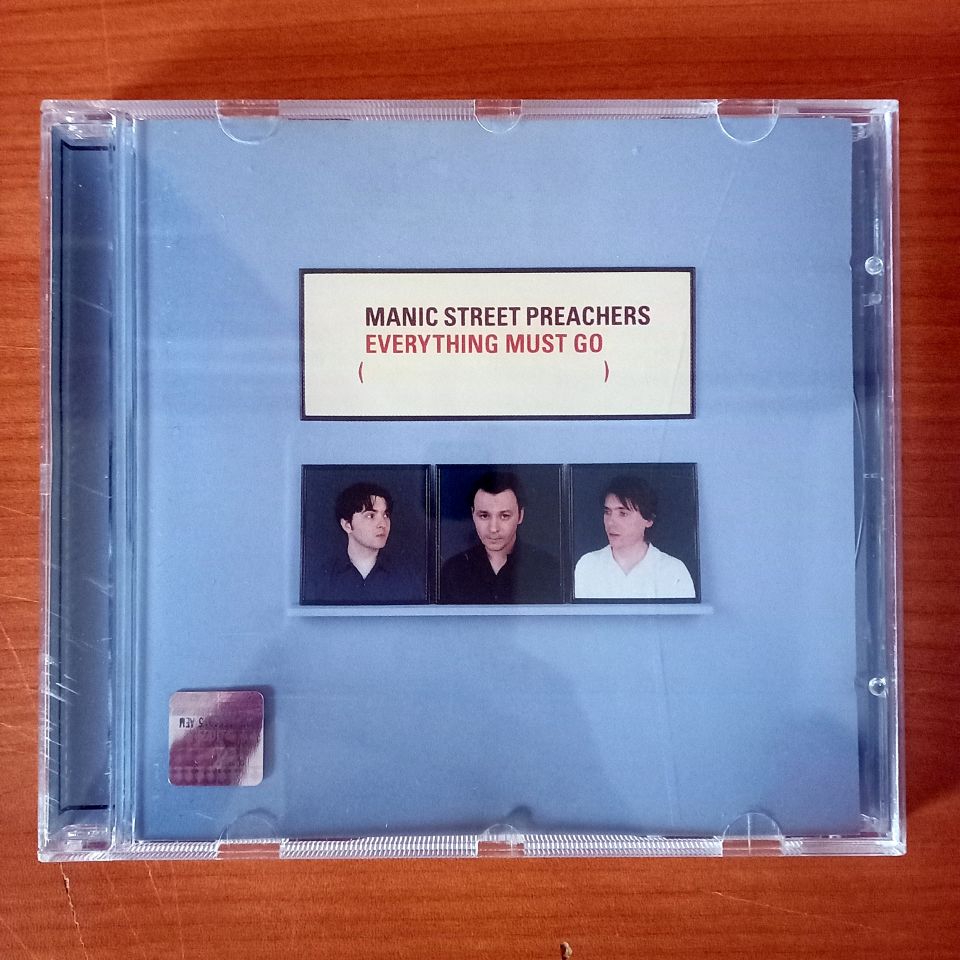 MANIC STREET PREACHERS
EVERYTHING MUST GO
( )